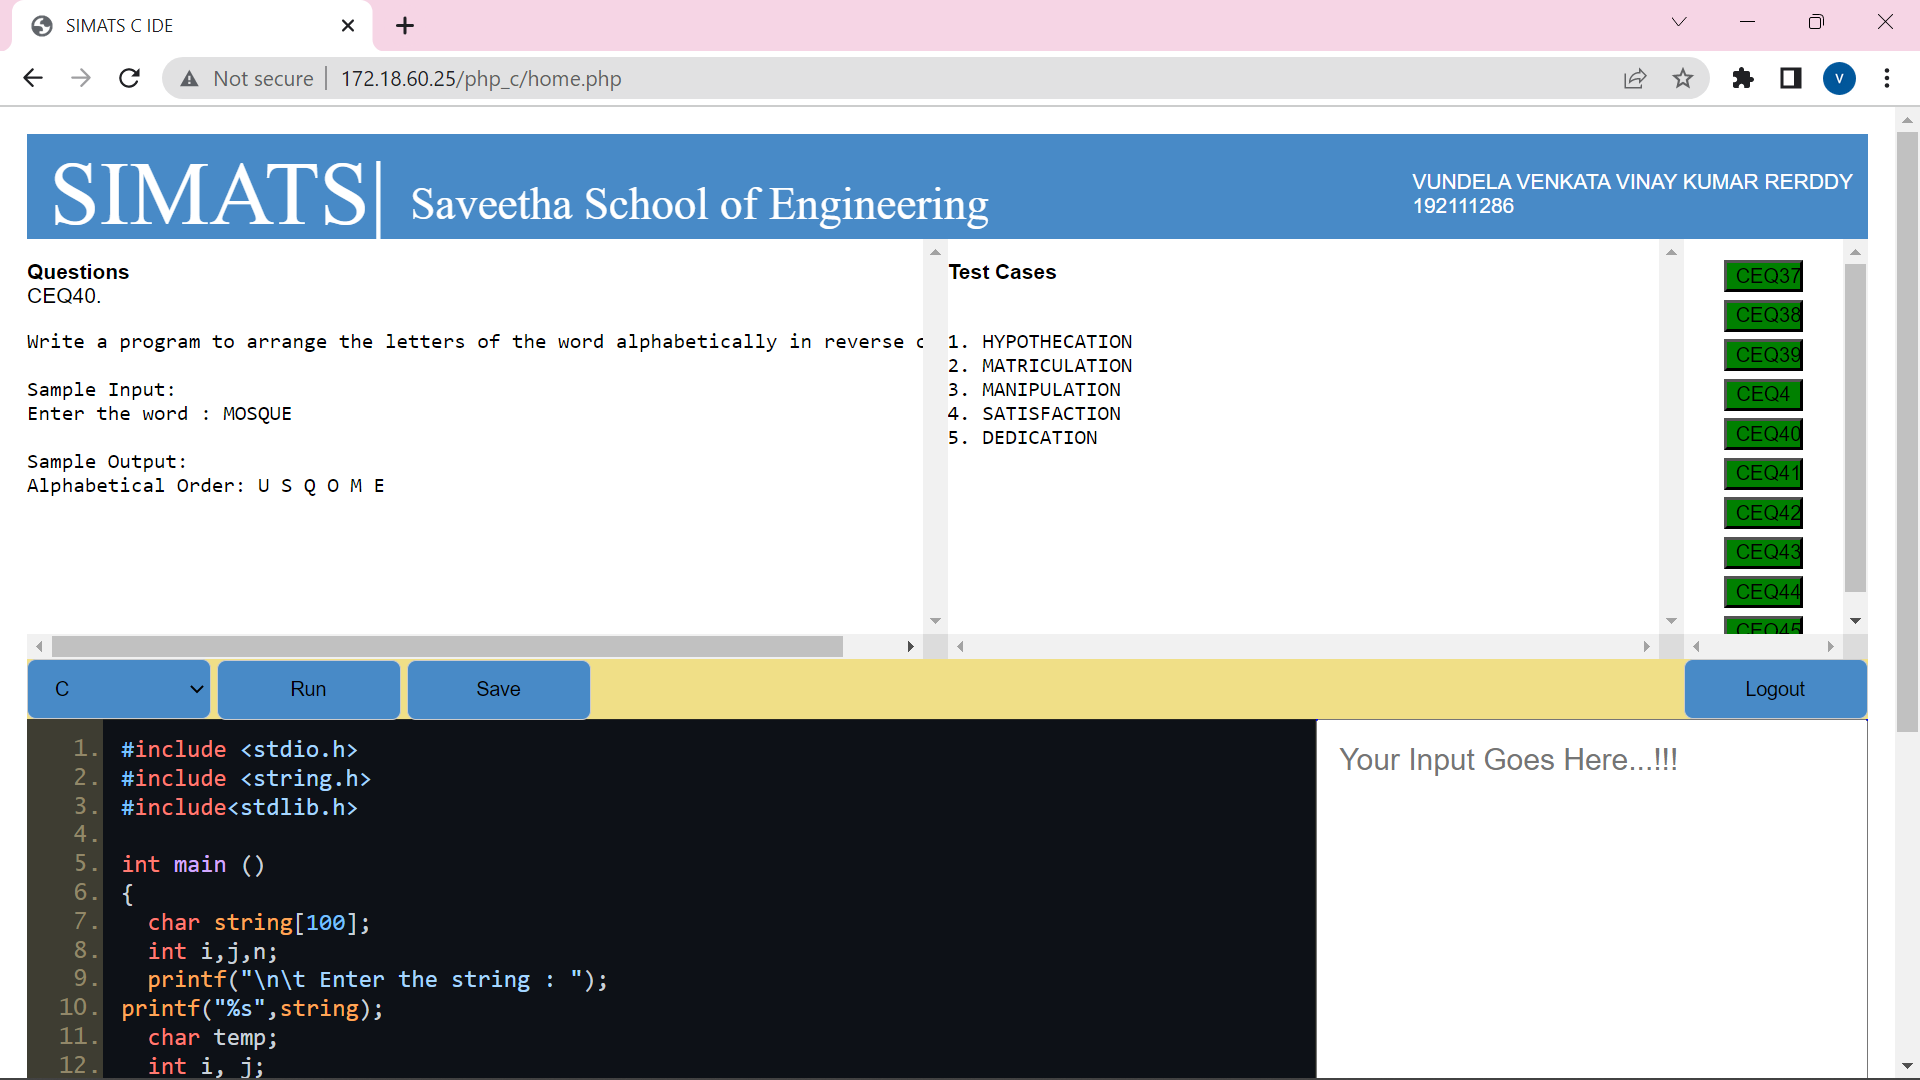 SIMATS C IDE
Not secure
172.18.60.25/php_c/home.php
V
SIMATS| Saveetha School of Engineering
VUNDELA VENKATA VINAY KUMAR RERDDY
192111286
Questions
CEQ40.
Write a program to arrange the letters of the word alphabetically in reverse
Sample Input:
Enter the word : MOSQUE
Sample Output:
Alphabetical Order: U S Q O M E
Test Cases
1. HYPOTHECATION
2. MATRICULATION
3. MANIPULATION
4. SATISFACTION
5. DEDICATION
CEQ37
CEQ38
CEQ39
CEQ4
CEQ40
CEQ41
CEQ42
CEQ43
CEQ44
CEQ45
C
Run
Save
Logout
1. #include <stdio.h>
2. #include <string.h>
3. #include<stdlib.h>
4.
5. int main ()
6. {
7. char string[100];
8. int i,j,n;
9. printf("\n\t Enter the string : ");
10. printf("%s",string);
11. char temp;
12. int i, j;
Your Input Goes Here...!!!